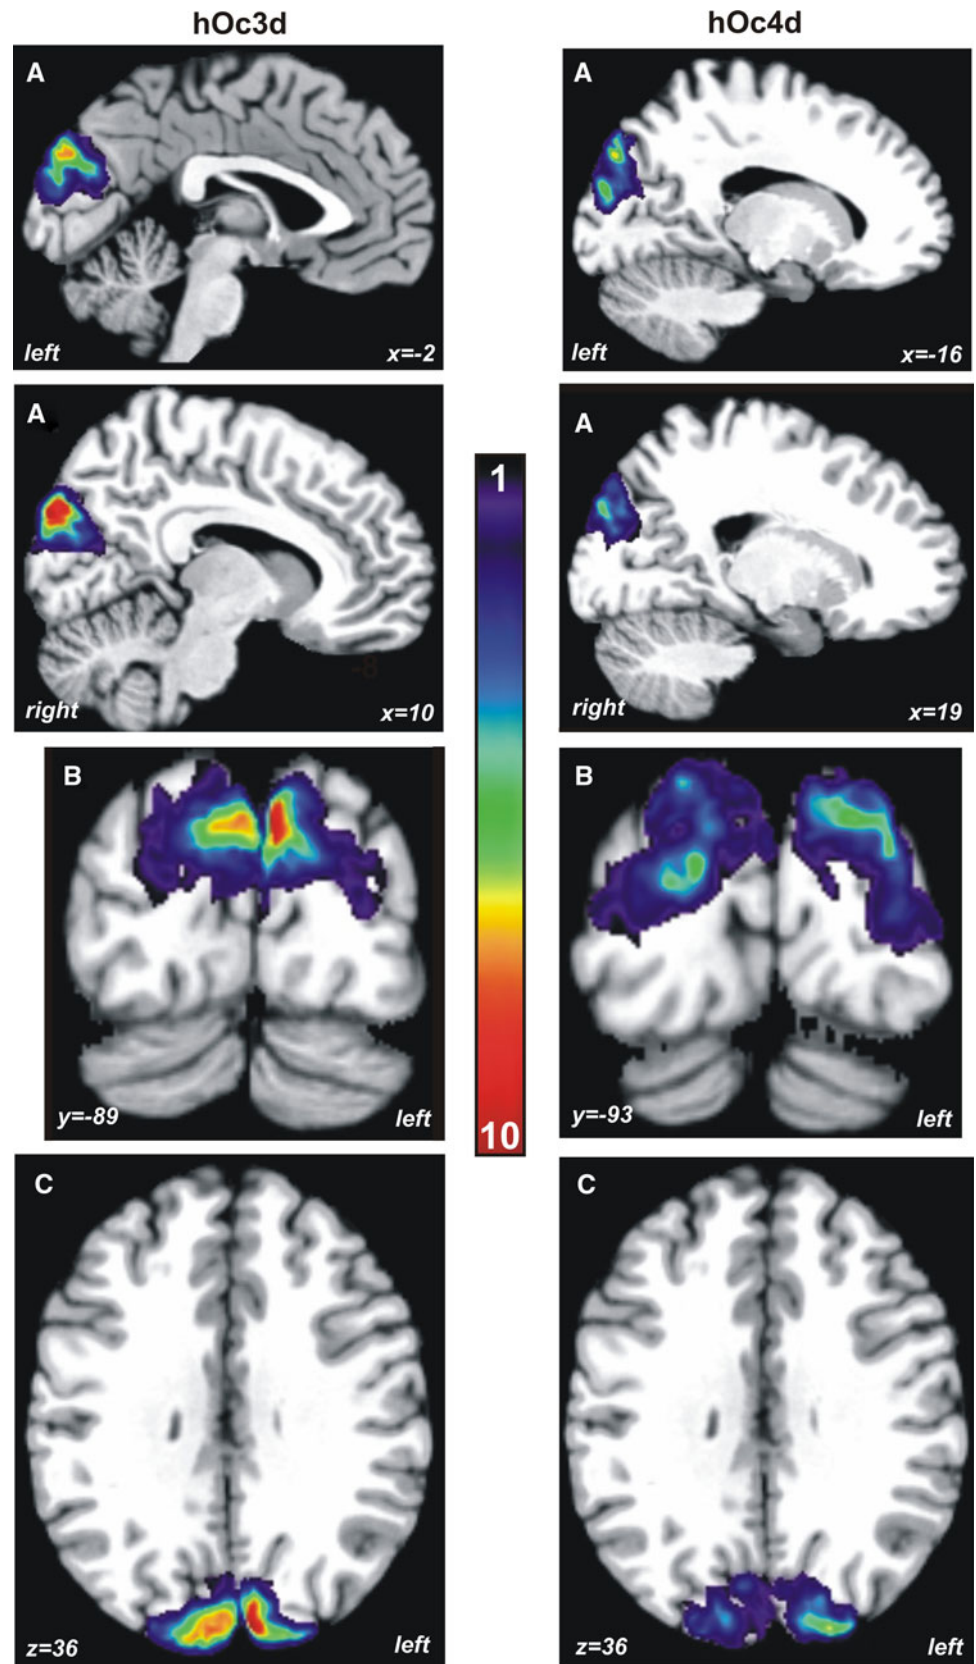 hOc3d
hOc4d
A
left
x=-2
A
left
x=-16
A
right
x=10
-8
A
right
x=19
1
10
B
y=-89
left
B
y=-93
left
C
z=36
left
C
z=36
left